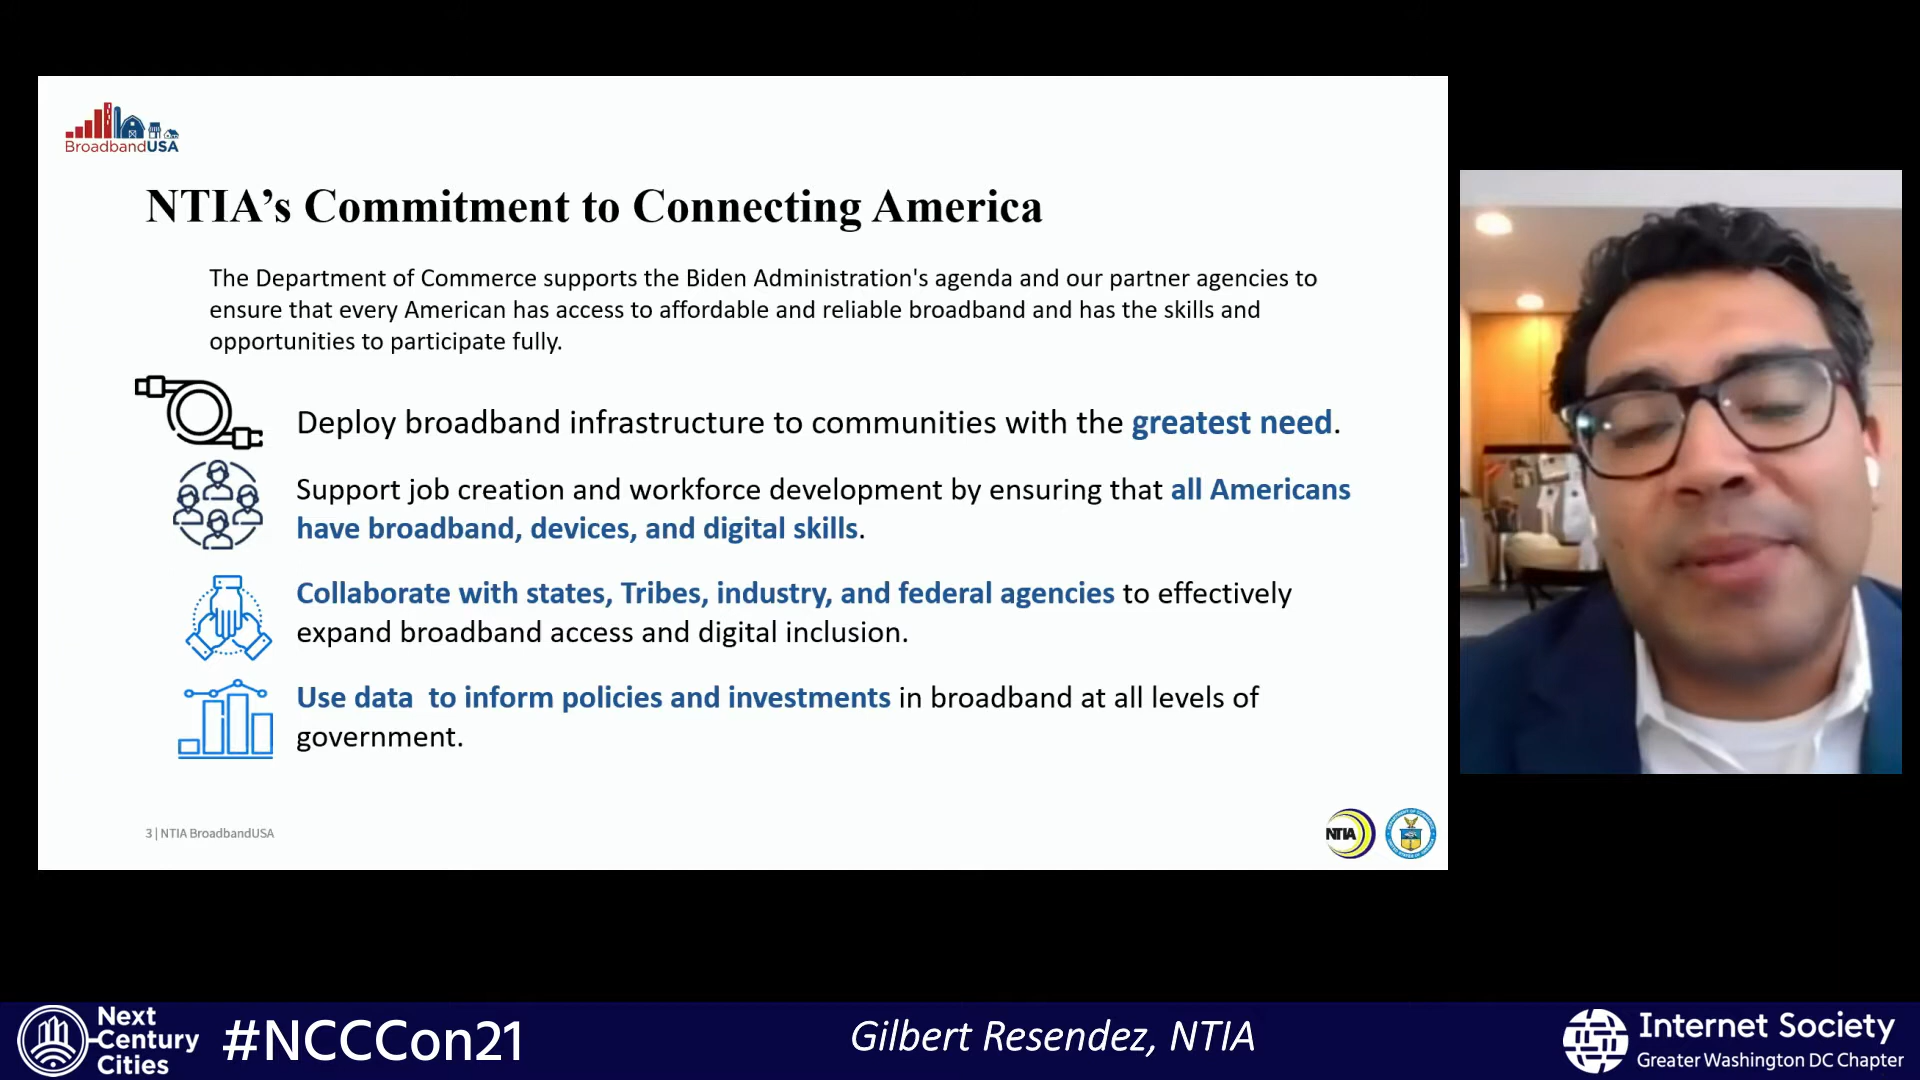 BroadbandUSA
NTIA's Commitment to Connecting America
The Department of Commerce supports the Biden Administration's agenda and our partner agencies to
ensure that every American has access to affordable and reliable broadband and has the skills and
opportunities to participate fully.
Deploy broadband infrastructure to communities with the greatest need.
Support job creation and workforce development by ensuring that all Americans
have broadband, devices, and digital skills.
Collaborate with states, Tribes, industry, and federal agencies to effectively
expand broadband access and digital inclusion.
Use data  to inform policies and investments in broadband at all levels of
government.
3 | NTIA BroadbandUSA
NTIA
Next
Century
Cities
#NCCCon21
Gilbert Resendez, NTIA
Internet Society
Greater Washington DC Chapter